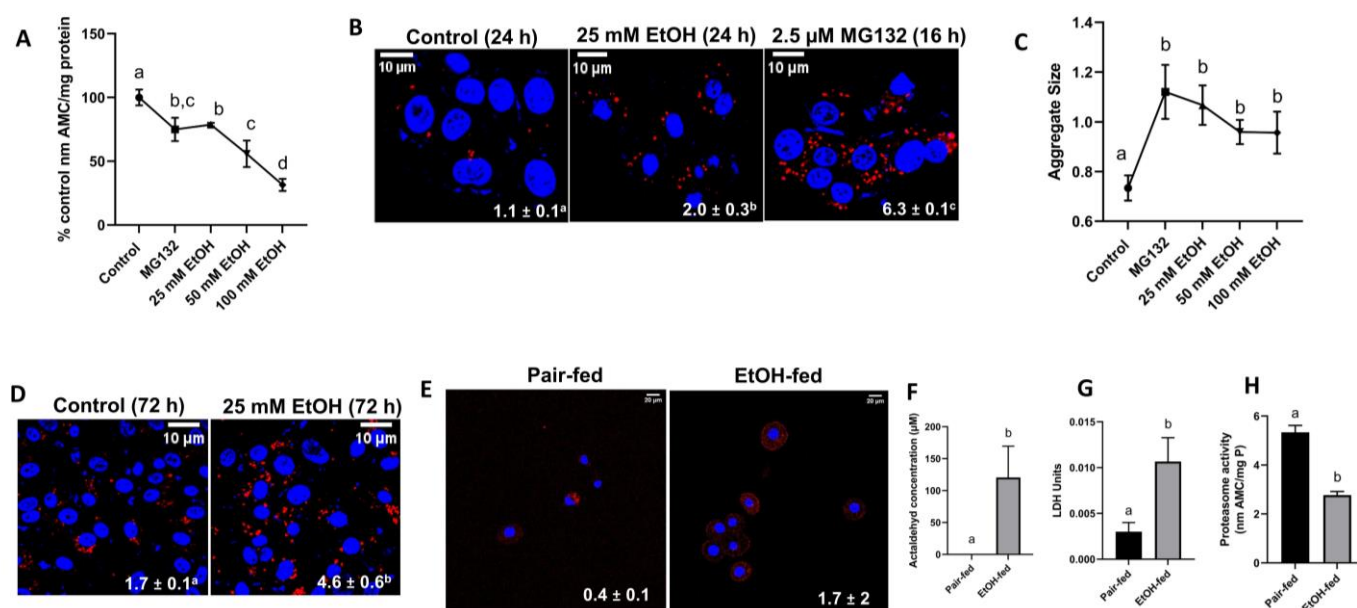 A
% control nm AMC/mg protein
150
100
50
0
a
b,c
b
c
d
Control
MG132
25 mM EtOH
50 mM EtOH
100 mM EtOH
B
Control (24 h)
25 mM EtOH (24 h)
2.5 µM MG132 (16 h)
10 µm
10 µm
10 µm
1.1 ± 0.1a
2.0 ± 0.3b
6.3 ± 0.1c
C
Aggregate Size
1.4
1.2
1.0
0.8
0.6
a
b
b
b
b
Control
MG132
25 mM EtOH
50 mM EtOH
100 mM EtOH
D
Control (72 h)
25 mM EtOH (72 h)
10 µm
10 µm
1.7 ± 0.1a
4.6 ± 0.6b
E
Pair-fed
EtOH-fed
20 µm
20 µm
0.4 ± 0.1
1.7 ± 2
F
Actaldehyd concentration (µM)
200
150
100
50
0
a
b
Pair-fed
EtOH-fed
G
LDH Units
0.015
0.010
0.005
0.000
a
b
Pair-fed
EtOH-fed
H
Proteasome activity
(nm AMC/mg P)
6
4
2
0
a
b
Pair-fed
EtOH-fed